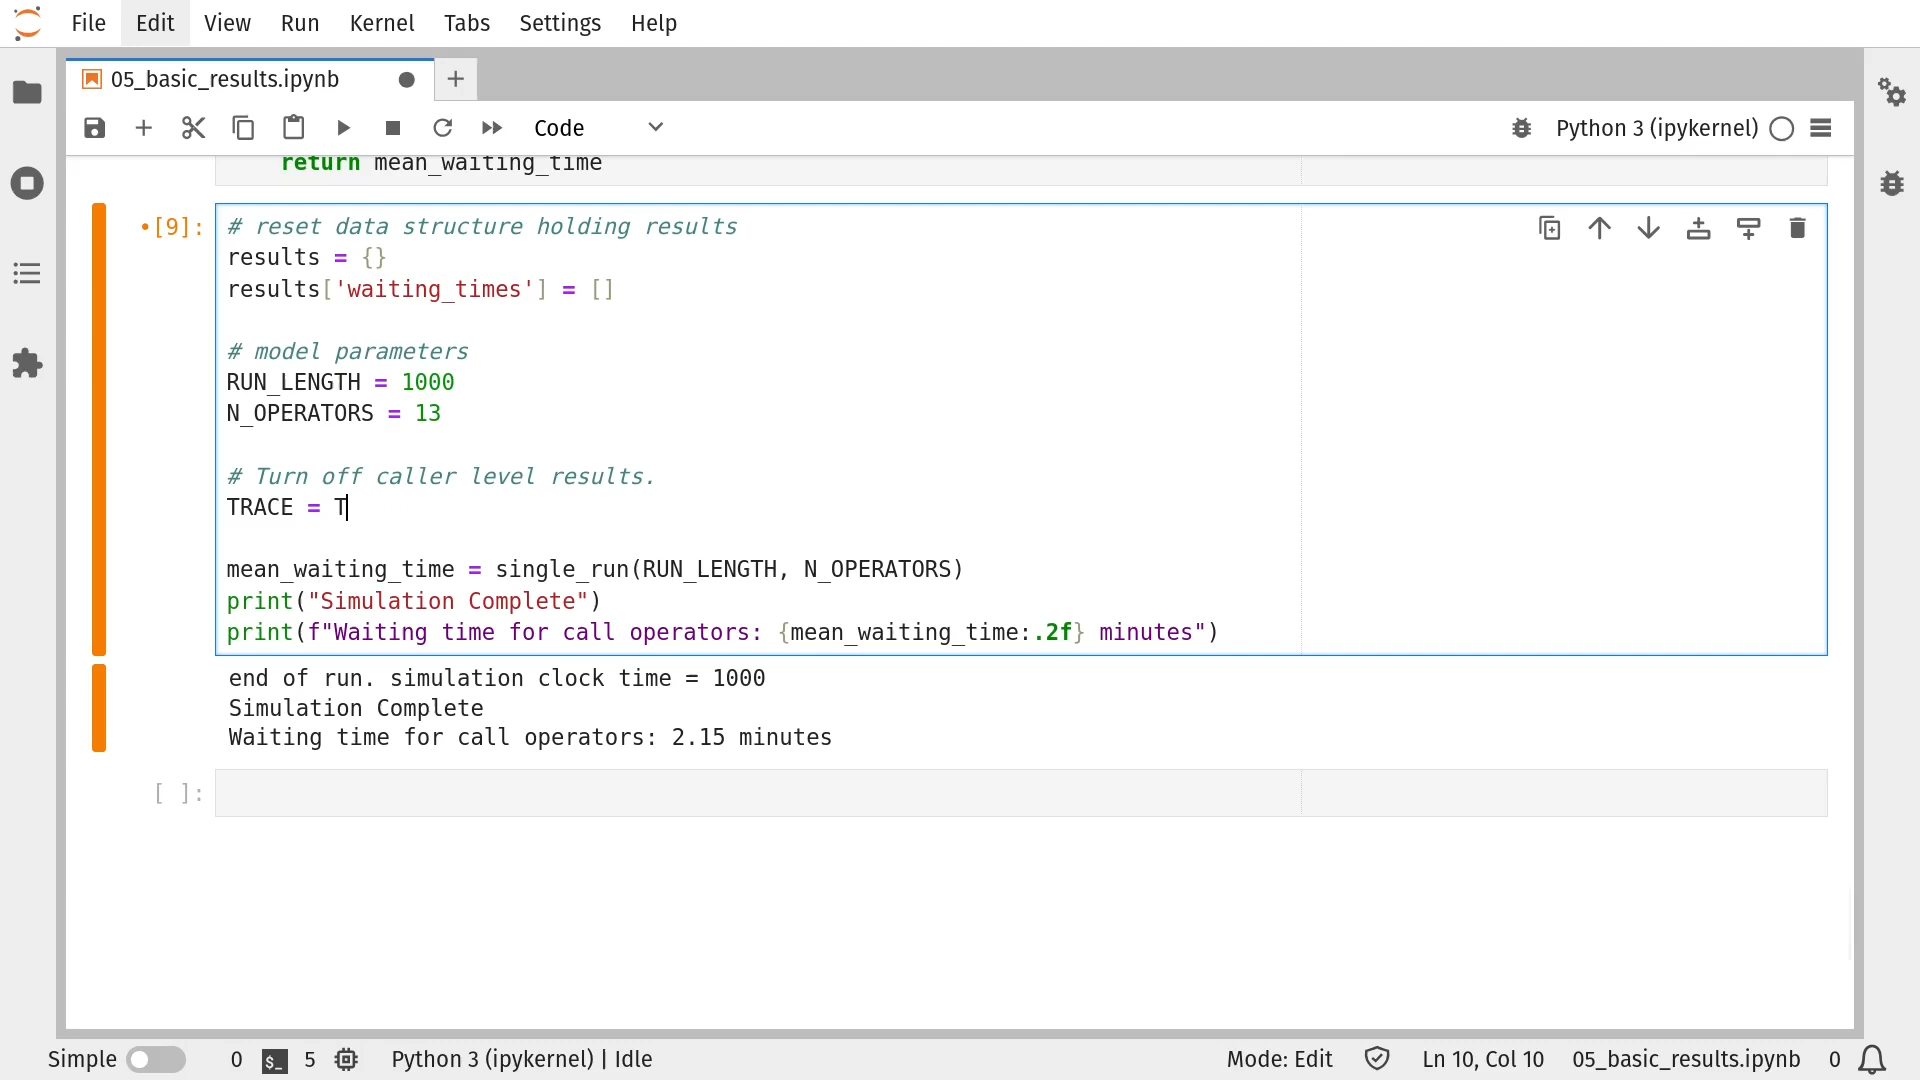 File Edit View Run Kernel Tabs Settings Help
05_basic_results.ipynb
Code
Python 3 (ipykernel)
return mean_waiting_time
•[9]:
# reset data structure holding results
results = {}
results['waiting_times'] = []
# model parameters
RUN_LENGTH = 1000
N_OPERATORS = 13
# Turn off caller level results.
TRACE = T
mean_waiting_time = single_run(RUN_LENGTH, N_OPERATORS)
print("Simulation Complete")
print(f"Waiting time for call operators: {mean_waiting_time:.2f} minutes")
end of run. simulation clock time = 1000
Simulation Complete
Waiting time for call operators: 2.15 minutes
[ ]:
Simple 0 $_ 5 Python 3 (ipykernel) | Idle Mode: Edit Ln 10, Col 10 05_basic_results.ipynb 0